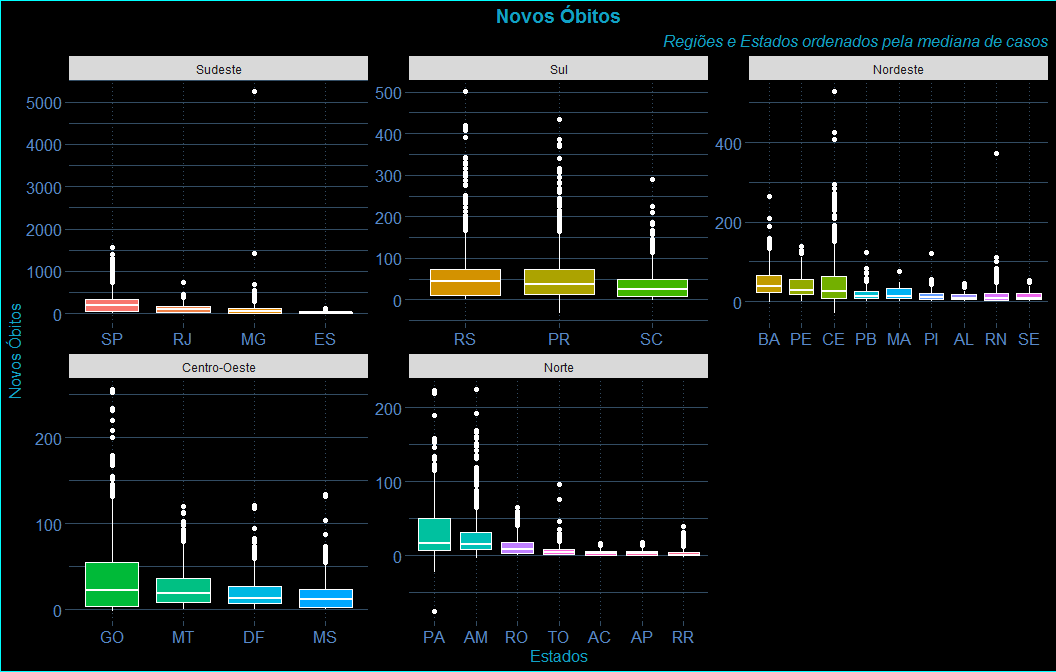 Novos Óbitos
Regiões e Estados ordenados pela mediana de casos
Sudeste
5000
4000
3000
2000
1000
0
SP RJ MG ES
Sul
500
400
300
200
100
0
RS PR SC
Nordeste
400
200
0
BA PE CE PB MA PI AL RN SE
Novos Óbitos
Centro-Oeste
200
100
0
GO MT DF MS
Norte
200
100
0
PA AM RO TO AC AP RR
Estados